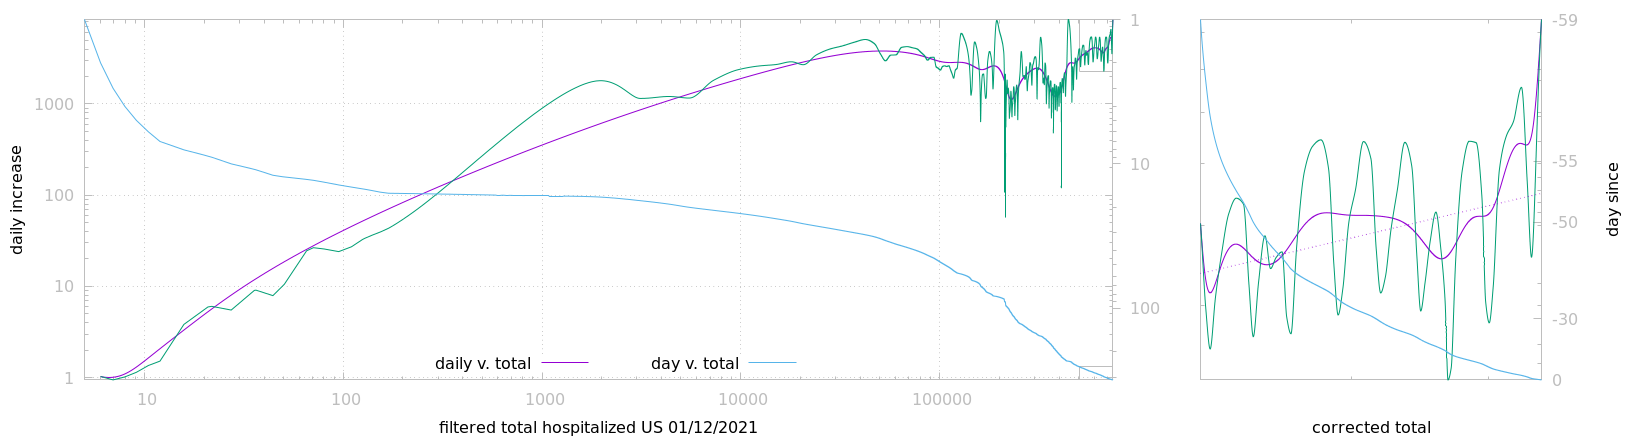 daily increase
1000
100
10
1
daily v. total
day v. total
10
100
1000
10000
100000
filtered total hospitalized US 01/12/2021
1
10
100
-59
-55
-50
-30
0
day since
corrected total